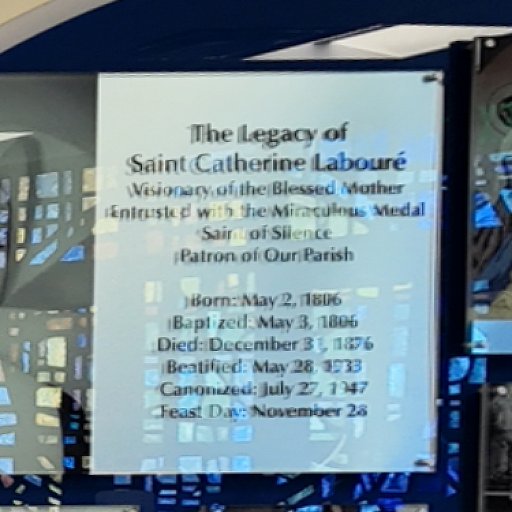 The Legacy of
Saint Catherine Labouré
Visionary of the Blessed Mother
Entrusted with the Miraculous Medal
Saint of Silence
Patron of Our Parish
Born: May 2, 1806
Baptized: May 3, 1806
Died: December 31, 1876
Beatified: May 28, 1933
Canonized: July 27, 1947
Feast Day: November 28